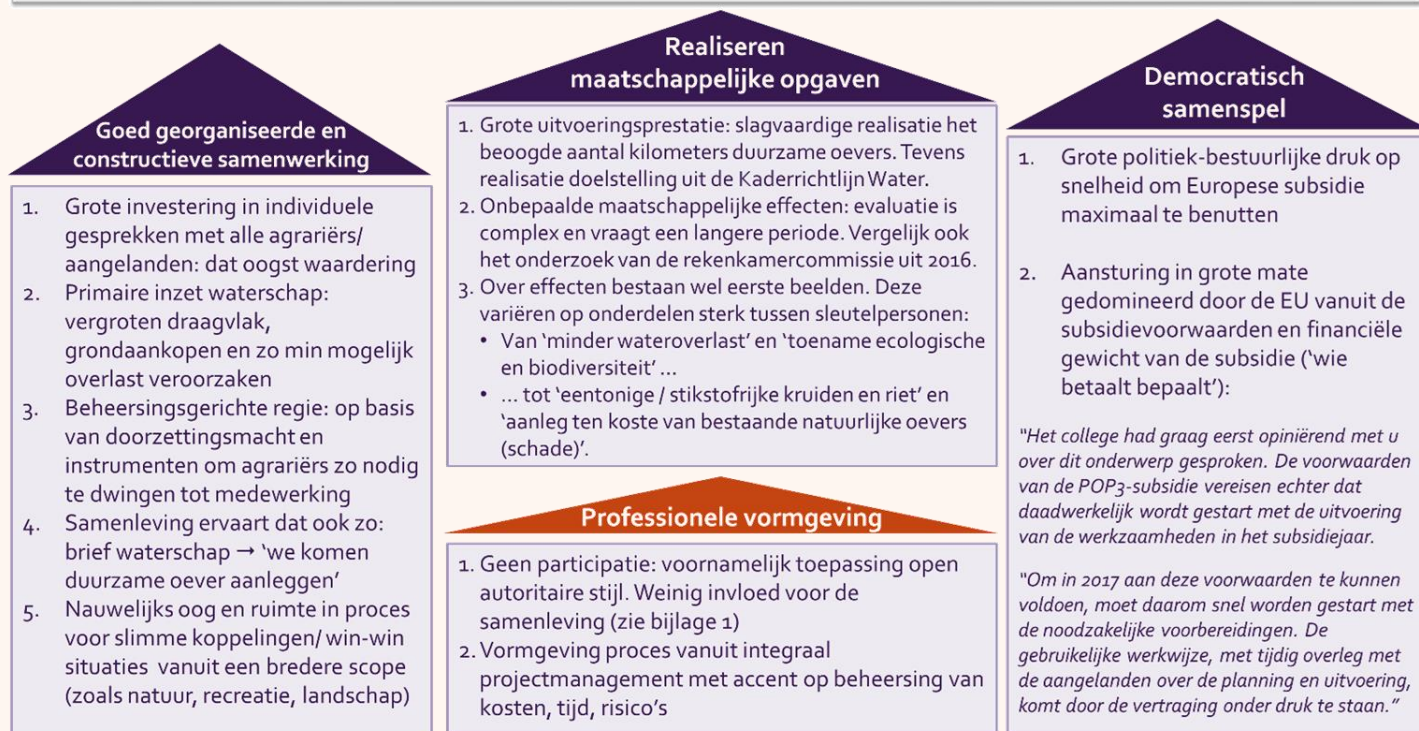 Goed georganiseerde en
constructieve samenwerking
1. Grote investering in individuele
gesprekken met alle agrariërs/
aangelanden: dat oogst waardering
2. Primaire inzet waterschap:
vergroten draagvlak,
grondaankopen en zo min mogelijk
overlast veroorzaken
3. Beheersingsgerichte regie: op basis
van doorzettingsmacht en
instrumenten om agrariërs zo nodig
te dwingen tot medewerking
4. Samenleving ervaart dat ook zo:
brief waterschap → ‘we komen
duurzame oever aanleggen’
5. Nauwelijks oog en ruimte in proces
voor slimme koppelingen/ win-win
situaties vanuit een bredere scope
(zoals natuur, recreatie, landschap)
Realiseren
maatschappelijke opgaven
1. Grote uitvoeringsprestatie: slagvaardige realisatie het
beoogde aantal kilometers duurzame oevers. Tevens
realisatie doelstelling uit de Kaderrichtlijn Water.
2. Onbepaalde maatschappelijke effecten: evaluatie is
complex en vraagt een langere periode. Vergelijk ook
het onderzoek van de rekenkamercommissie uit 2016.
3. Over effecten bestaan wel eerste beelden. Deze
variëren op onderdelen sterk tussen sleutelpersonen:
• Van ‘minder wateroverlast’ en ‘toename ecologische
en biodiversiteit’ ...
• ... tot ‘eentonige / stikstofrijke kruiden en riet’ en
‘aanleg ten koste van bestaande natuurlijke oevers
(schade)’.
Professionele vormgeving
1. Geen participatie: voornamelijk toepassing open
autoritaire stijl. Weinig invloed voor de
samenleving (zie bijlage 1)
2. Vormgeving proces vanuit integraal
projectmanagement met accent op beheersing van
kosten, tijd, risico’s
Democratisch
samenspel
1. Grote politiek-bestuurlijke druk op
snelheid om Europese subsidie
maximaal te benutten
2. Aansturing in grote mate
gedomineerd door de EU vanuit de
subsidievoorwaarden en financiële
gewicht van de subsidie (‘wie
betaalt bepaalt’):
“Het college had graag eerst opiniërend met u
over dit onderwerp gesproken. De voorwaarden
van de POP3-subsidie vereisen echter dat
daadwerkelijk wordt gestart met de uitvoering
van de werkzaamheden in het subsidiejaar.
“Om in 2017 aan deze voorwaarden te kunnen
voldoen, moet daarom snel worden gestart met
de noodzakelijke voorbereidingen. De
gebruikelijke werkwijze, met tijdig overleg met
de aangelanden over de planning en uitvoering,
komt door de vertraging onder druk te staan.”